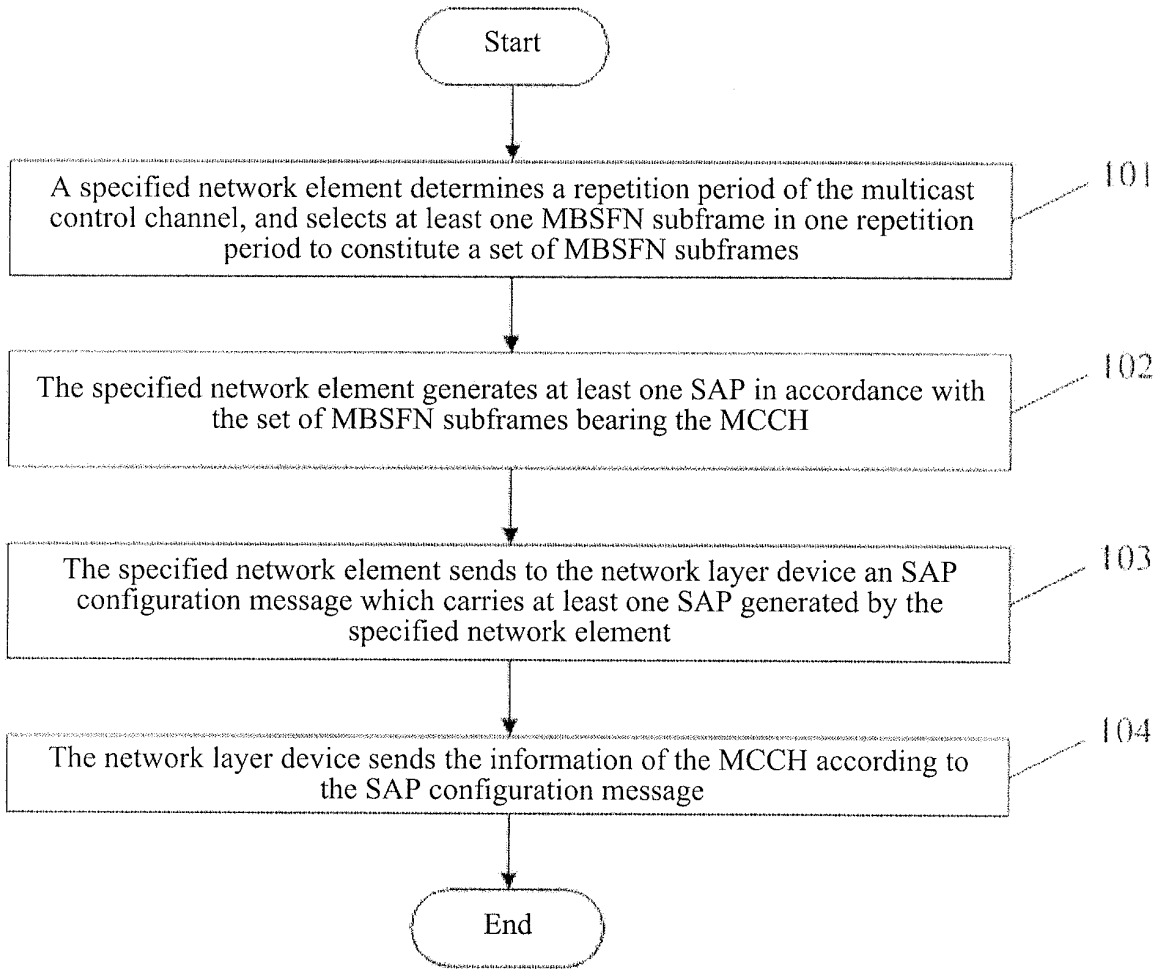 Start
A specified network element determines a repetition period of the multicast
control channel, and selects at least one MBSFN subframe in one repetition
period to constitute a set of MBSFN subframes
101
The specified network element generates at least one SAP in accordance with
the set of MBSFN subframes bearing the MCCH
102
The specified network element sends to the network layer device an SAP
configuration message which carries at least one SAP generated by the
specified network element
103
The network layer device sends the information of the MCCH according to
the SAP configuration message
104
End